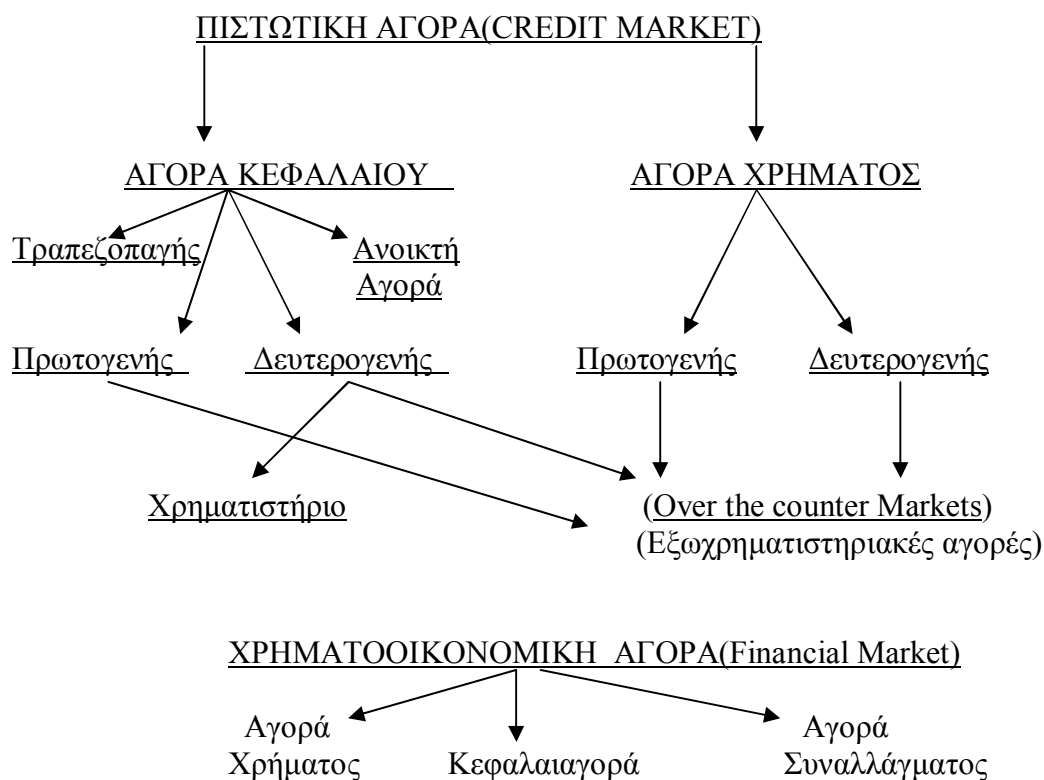 ΠΙΣΤΩΤΙΚΗ ΑΓΟΡΑ(CREDIT MARKET)
ΑΓΟΡΑ ΚΕΦΑΛΑΙΟΥ ΑΓΟΡΑ ΧΡΗΜΑΤΟΣ
Τραπεζοπαγής Ανοικτή
Αγορά
Πρωτογενής Δευτερογενής Πρωτογενής Δευτερογενής
Χρηματιστήριο (Over the counter Markets)
(Εξωχρηματιστηριακές αγορές)
ΧΡΗΜΑΤΟΟΙΚΟΝΟΜΙΚΗ ΑΓΟΡΑ(Financial Market)
Αγορά Αγορά
Χρήματος Κεφαλαιαγορά Συναλλάγματος